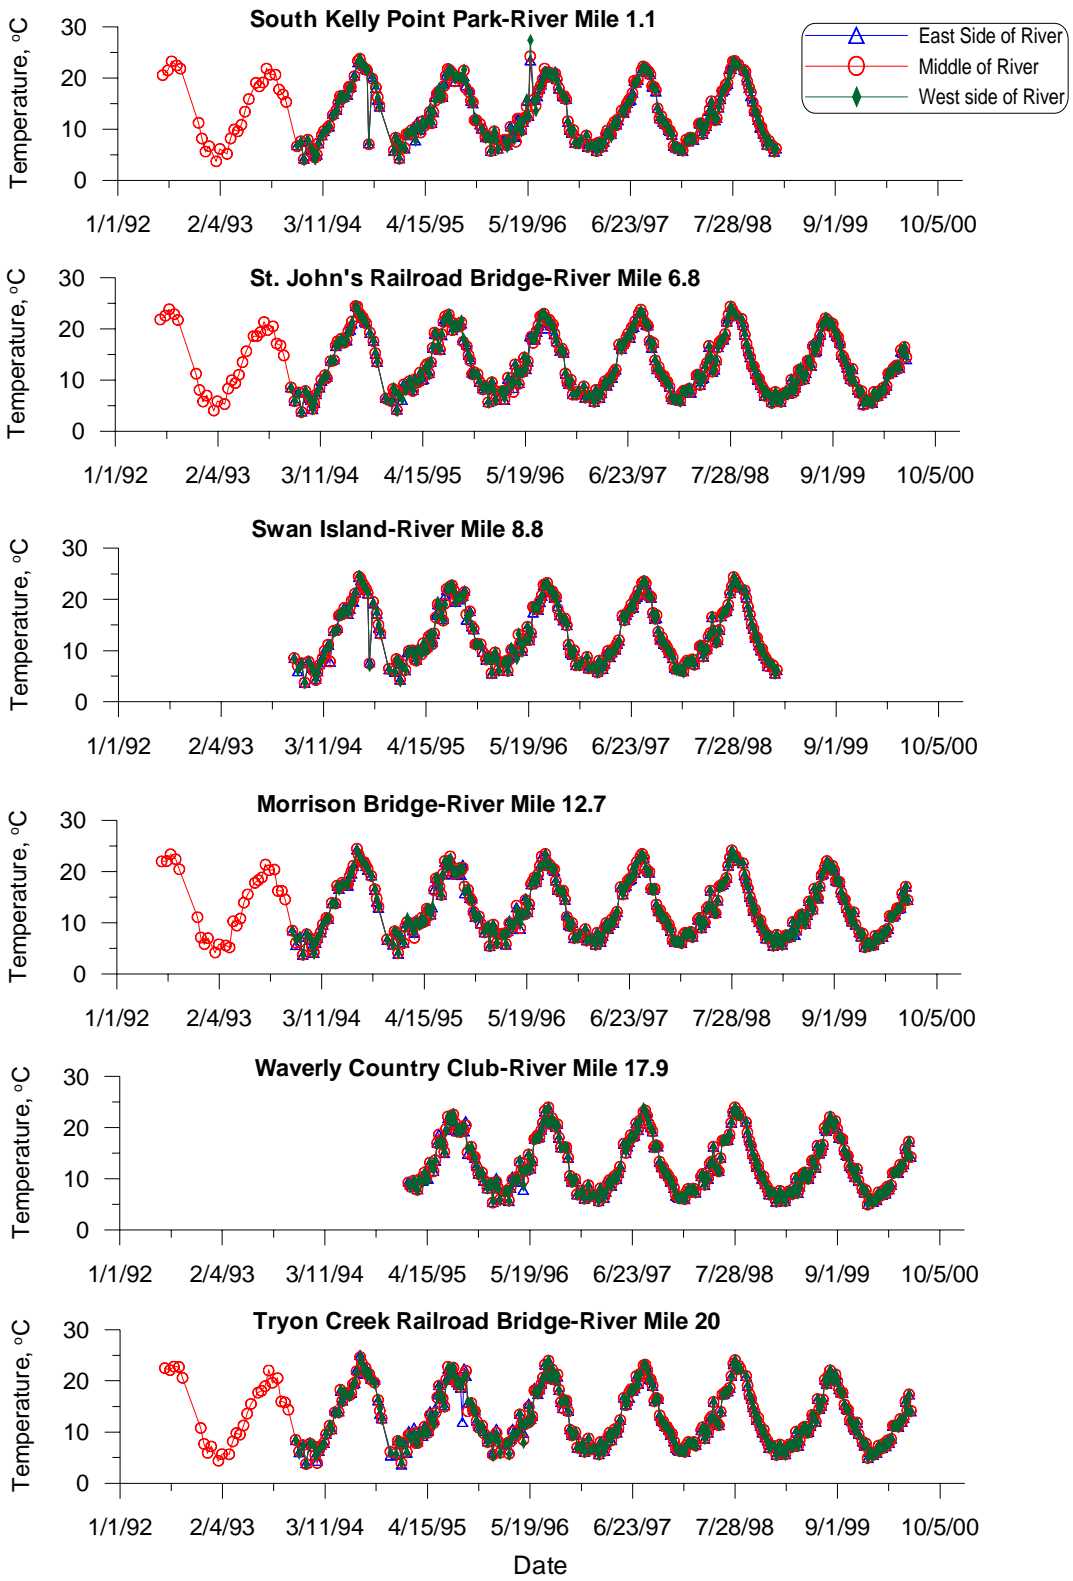 South Kelly Point Park-River Mile 1.1
East Side of River
Middle of River
West side of River
Temperature, oC
30
20
10
0
1/1/92 2/4/93 3/11/94 4/15/95 5/19/96 6/23/97 7/28/98 9/1/99 10/5/00
St. John's Railroad Bridge-River Mile 6.8
Temperature, oC
30
20
10
0
1/1/92 2/4/93 3/11/94 4/15/95 5/19/96 6/23/97 7/28/98 9/1/99 10/5/00
Swan Island-River Mile 8.8
Temperature, oC
30
20
10
0
1/1/92 2/4/93 3/11/94 4/15/95 5/19/96 6/23/97 7/28/98 9/1/99 10/5/00
Morrison Bridge-River Mile 12.7
Temperature, oC
30
20
10
0
1/1/92 2/4/93 3/11/94 4/15/95 5/19/96 6/23/97 7/28/98 9/1/99 10/5/00
Waverly Country Club-River Mile 17.9
Temperature, oC
30
20
10
0
1/1/92 2/4/93 3/11/94 4/15/95 5/19/96 6/23/97 7/28/98 9/1/99 10/5/00
Tryon Creek Railroad Bridge-River Mile 20
Temperature, oC
30
20
10
0
1/1/92 2/4/93 3/11/94 4/15/95 5/19/96 6/23/97 7/28/98 9/1/99 10/5/00
Date